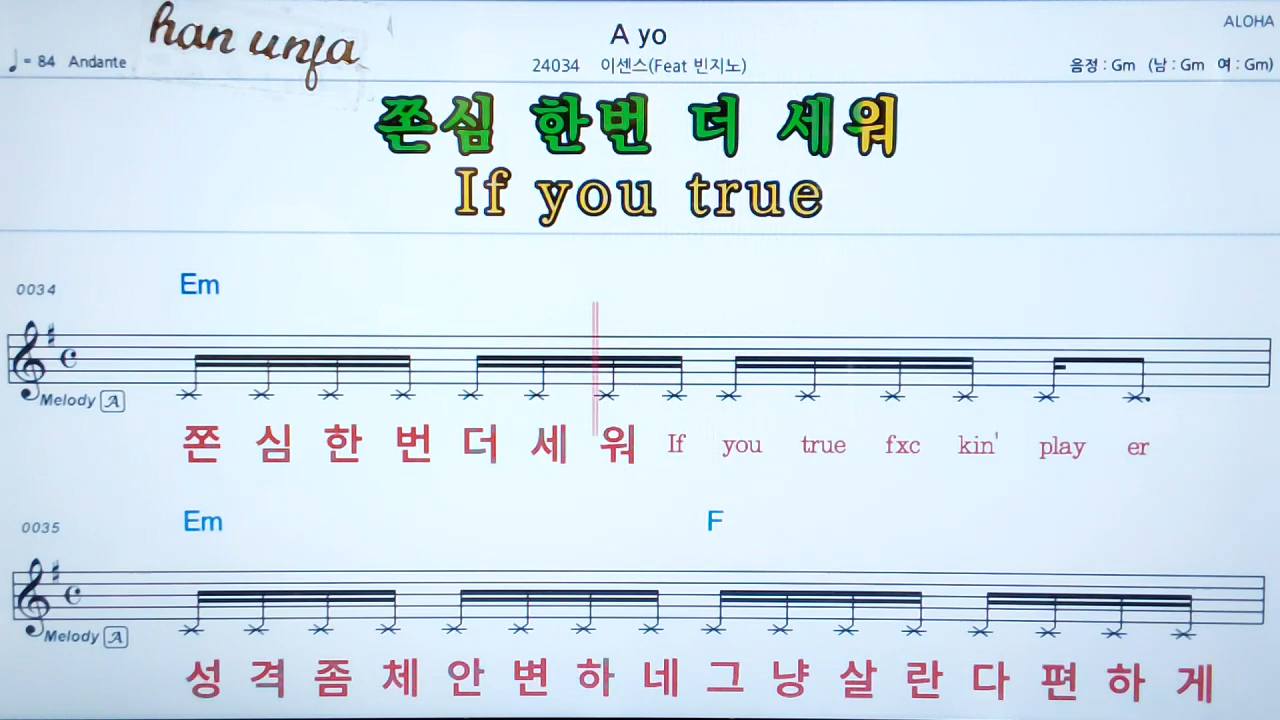 han unja
A yo
ALOHA
♩= 84 Andante
24034 이센스(Feat 빈지노)
음정 : Gm (남 : Gm 여 : Gm)
쫀심 한번 더 세워
If you true
0034
Em
Melody A
쫀 심 한 번 더 세 워 If you true fxc kin' play er
0035
Em F
Melody A
성 격 좀 체 안 변 하 네 그 냥 살 란 다 편 하 게